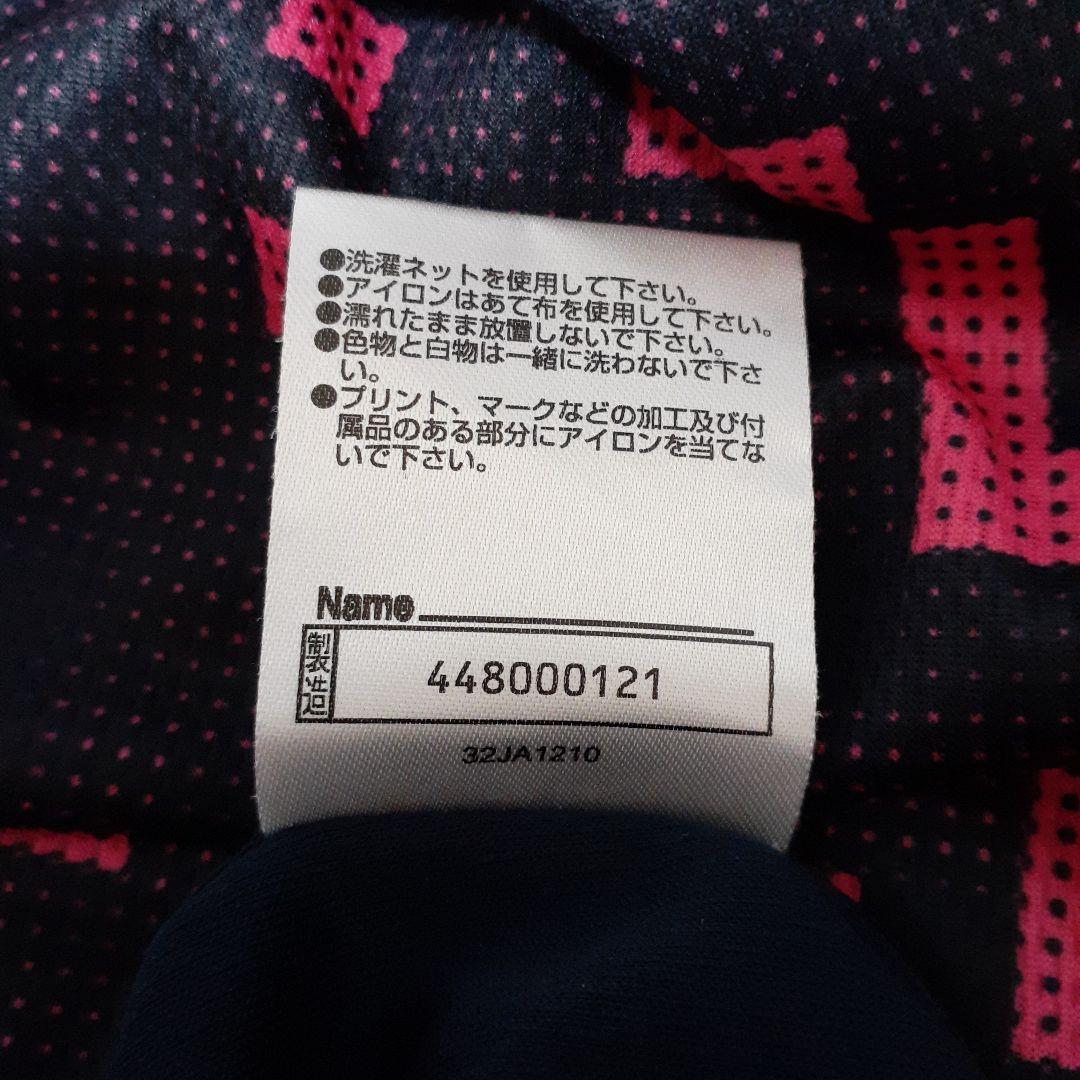 ●洗濯ネットを使用して下さい。
●アイロンはあて布を使用して下さい。
●濡れたまま放置しないで下さい。
●色物と白物は一緒に洗わないで下さ
い。
●プリント、マークなどの加工及び付
属品のある部分にアイロンを当てな
いで下さい。
Name
製造
448000121
32JA1210